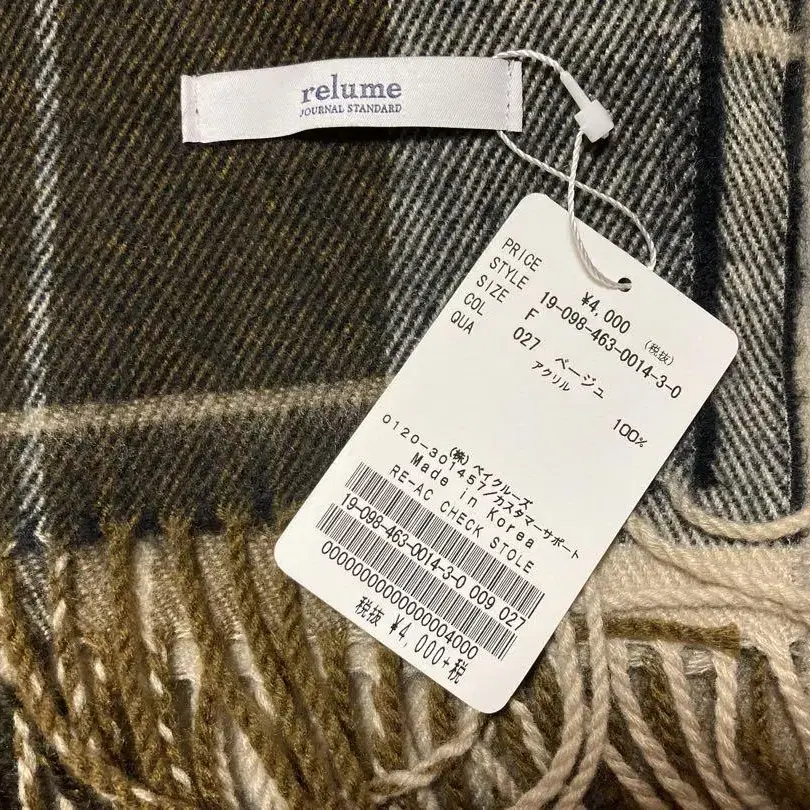 relume
JOURNAL STANDARD
PRICE ¥4,000 (税抜)
STYLE 19-098-463-0014-3-0
SIZE F
COL 027 ベージュ
QUA アクリル 100%
(株) ベイクルーズ
0120-301457/カスタマーサポート
Made in Korea
RE-AC CHECK STOLE
19-098-463-0014-3-0 009 027
0000000000000004000
税抜 ¥4,000+税